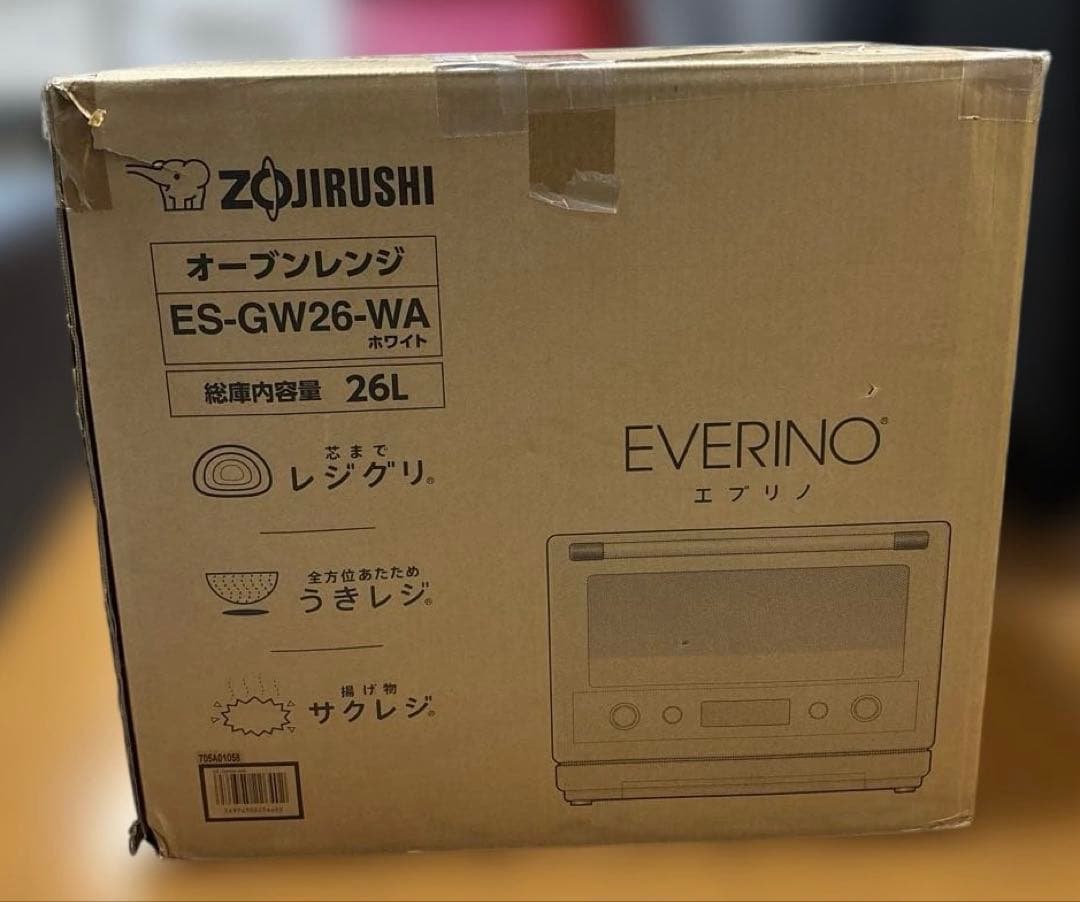 ZOJIRUSHI
オーブンレンジ
ES-GW26-WA
ホワイト
総庫内容量 26L
芯まで
レジグリ®
全方位あたため
うきレジ®
揚げ物
サクレジ®
EVERINO®
エブリノ
705A01058